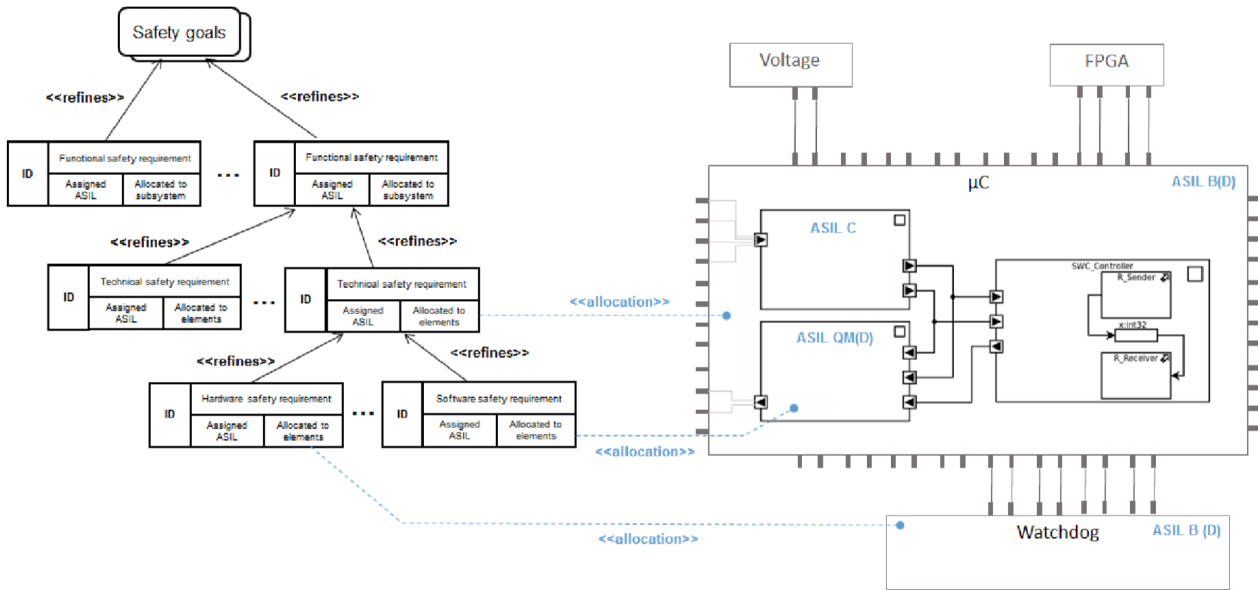 Safety goals
<<refines>>
<<refines>>
ID
Functional safety requirement
Assigned
ASIL
Allocated to
subsystem
...
ID
Functional safety requirement
Assigned
ASIL
Allocated to
subsystem
<<refines>>
<<refines>>
ID
Technical safety requirement
Assigned
ASIL
Allocated to
elements
...
ID
Technical safety requirement
Assigned
ASIL
Allocated to
elements
<<refines>>
<<refines>>
ID
Hardware safety requirement
Assigned
ASIL
Allocated to
elements
...
ID
Software safety requirement
Assigned
ASIL
Allocated to
elements
<<allocation>>
<<allocation>>
<<allocation>>
Voltage
FPGA
µC
ASIL B(D)
ASIL C
ASIL QM(D)
SWC_Controller
R_Sender
x:int32
R_Receiver
Watchdog
ASIL B (D)